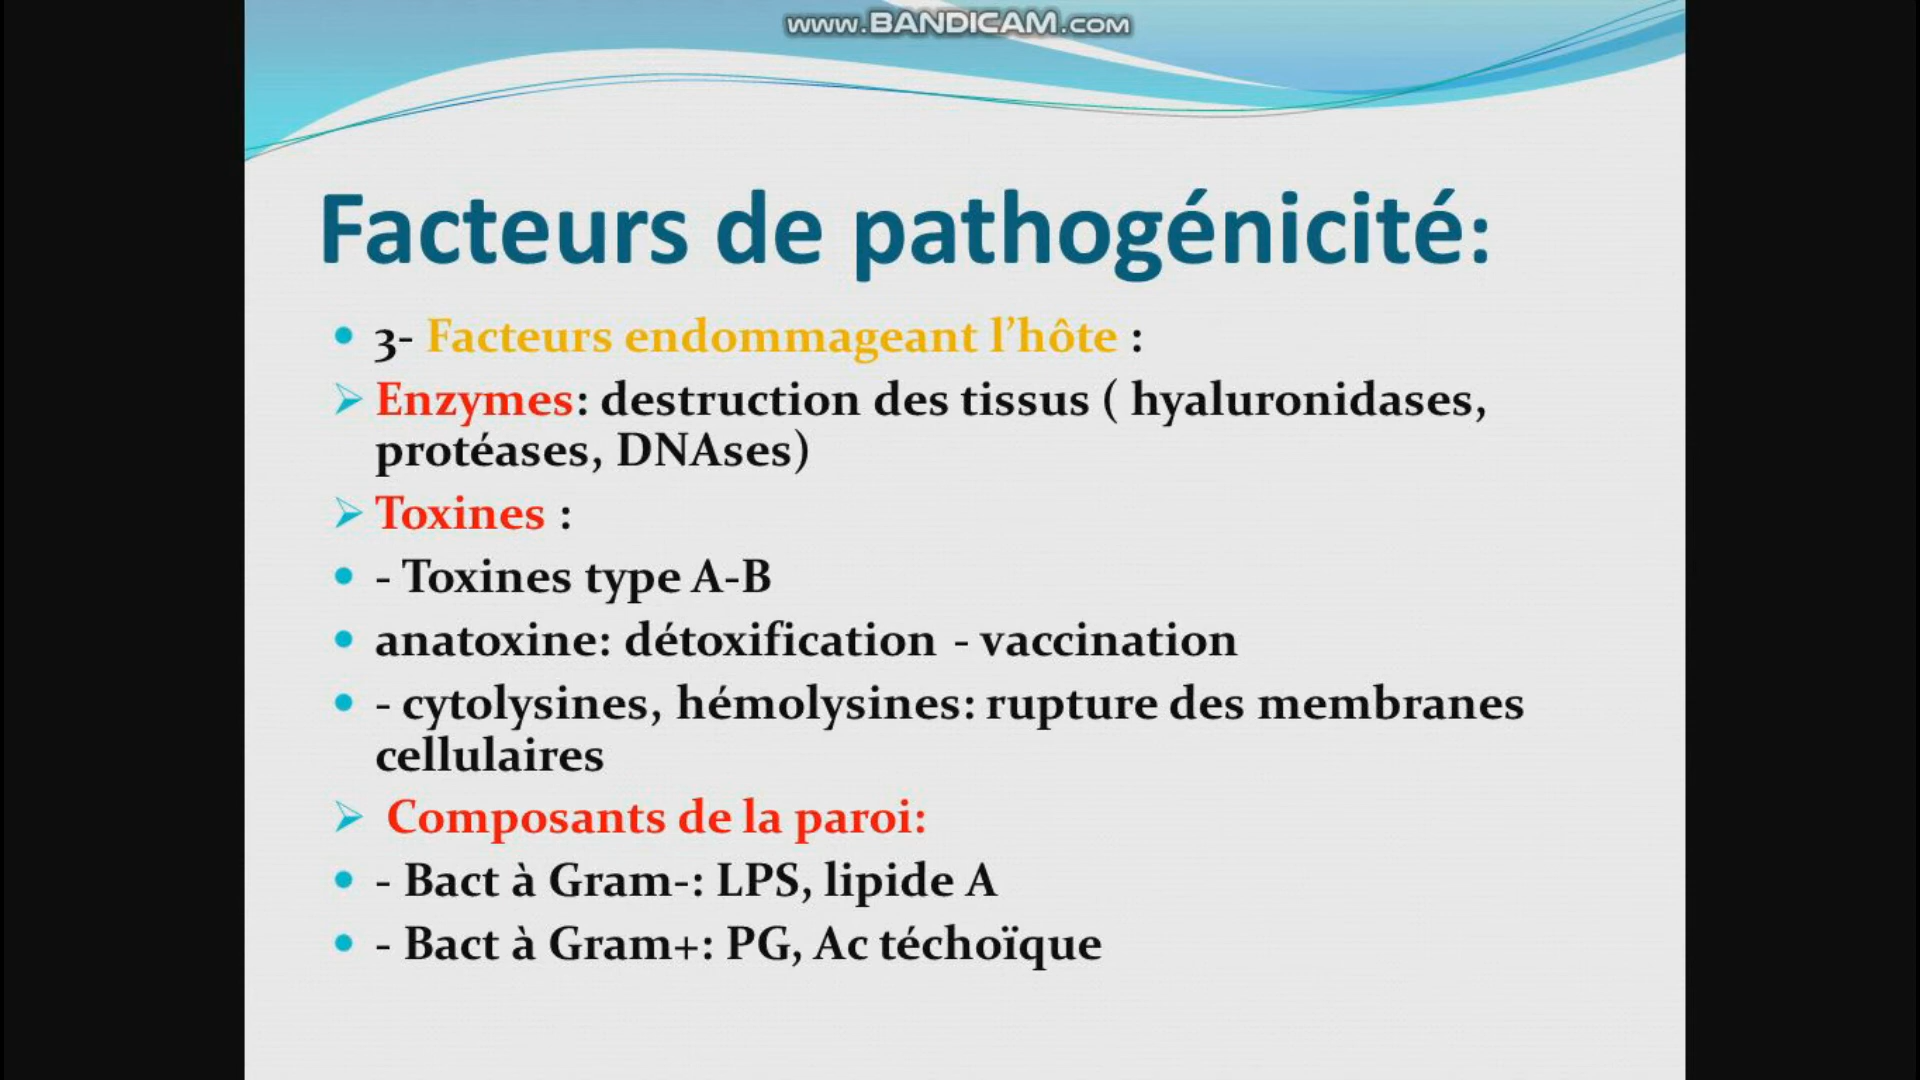 www.BANDICAM.com
Facteurs de pathogénicité:
• 3- Facteurs endommageant l’hôte :
➢ Enzymes: destruction des tissus ( hyaluronidases,
protéases, DNAses)
➢ Toxines :
• - Toxines type A-B
• anatoxine: détoxification - vaccination
• - cytolysines, hémolysines: rupture des membranes
cellulaires
➢ Composants de la paroi:
• - Bact à Gram-: LPS, lipide A
• - Bact à Gram+: PG, Ac téchoïque